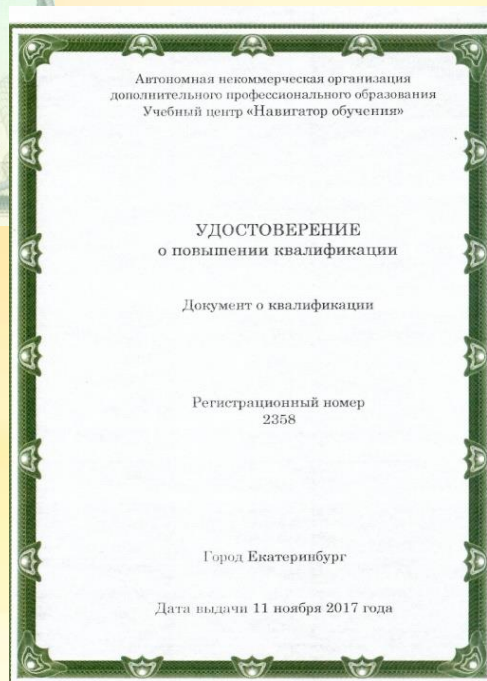 Автономная некоммерческая организация
дополнительного профессионального образования
Учебный центр «Навигатор обучения»
УДОСТОВЕРЕНИЕ
о повышении квалификации
Документ о квалификации
Регистрационный номер
2358
Город Екатеринбург
Дата выдачи 11 ноября 2017 года